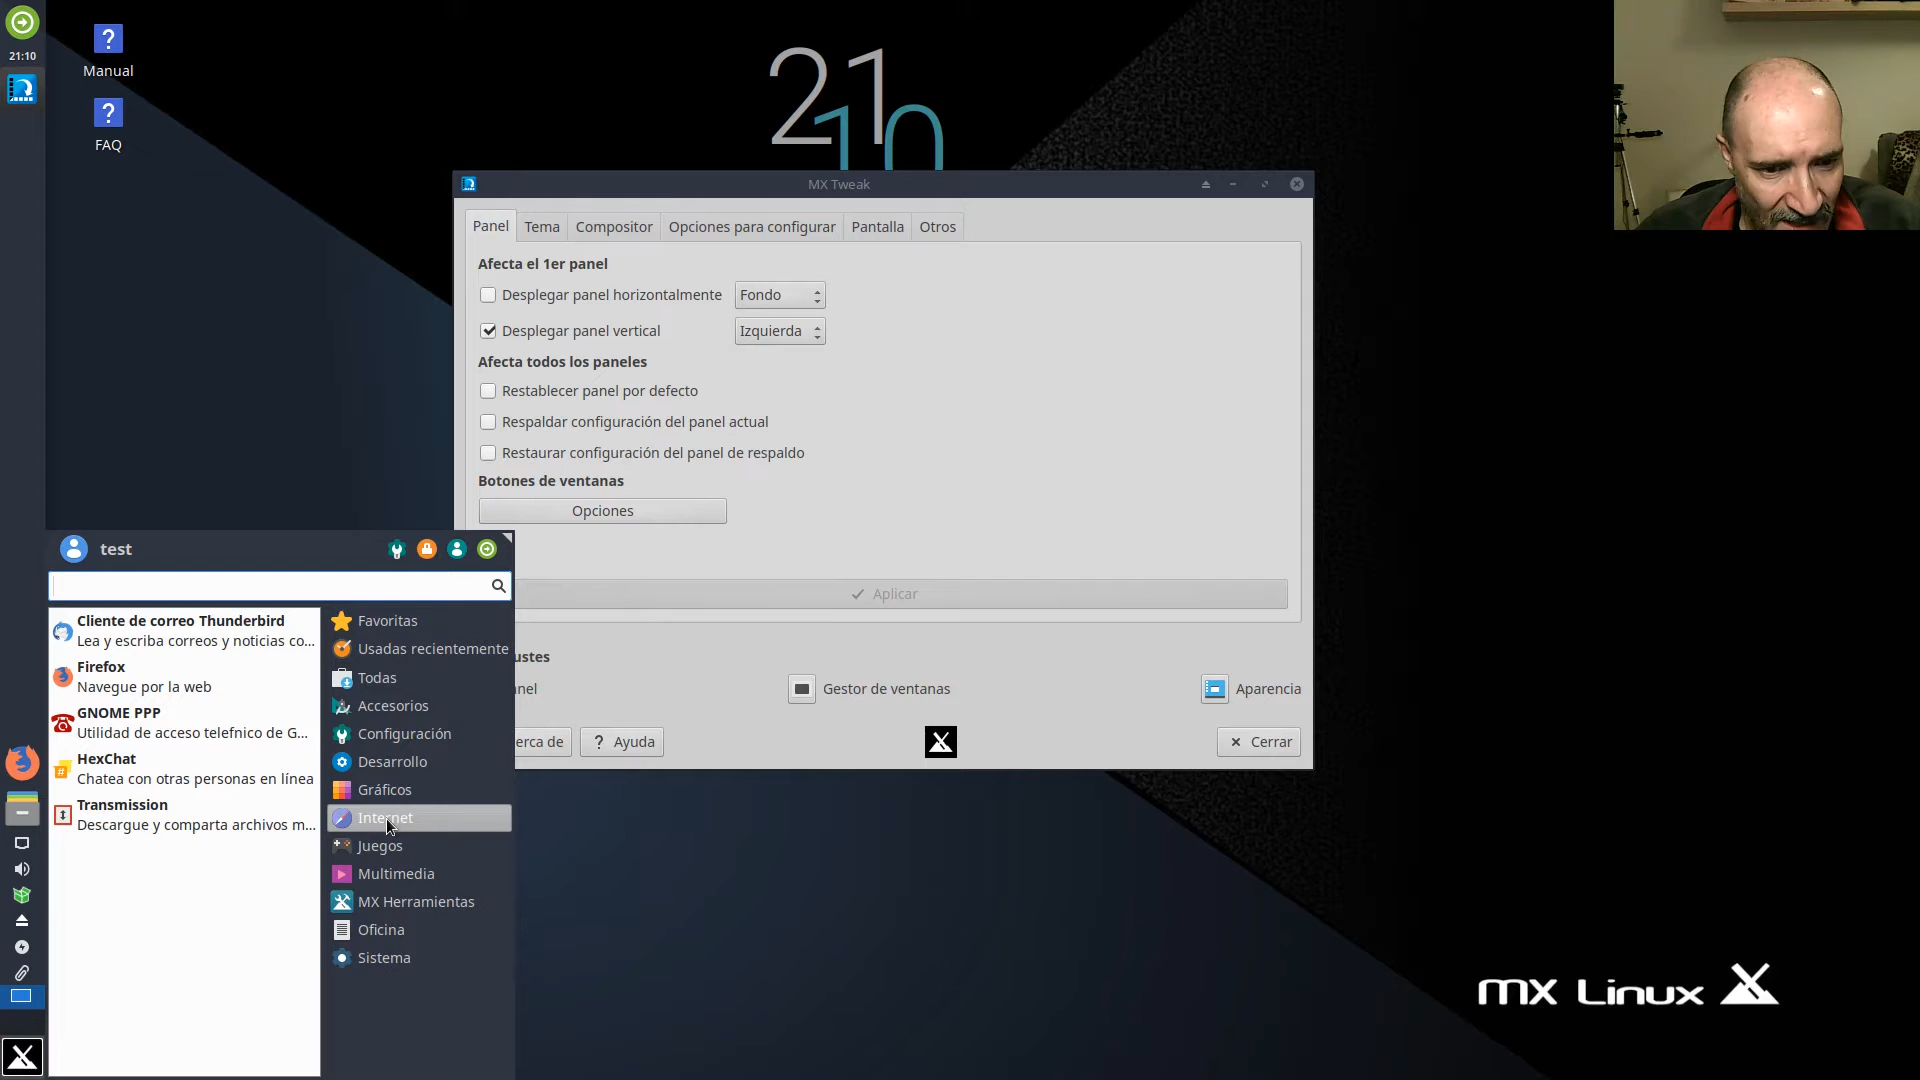 21:10
Manual
FAQ
21
10
MX Tweak
Panel
Tema
Compositor
Opciones para configurar
Pantalla
Otros
Afecta el 1er panel
Desplegar panel horizontalmente
Fondo
Desplegar panel vertical
Izquierda
Afecta todos los paneles
Restablecer panel por defecto
Respaldar configuración del panel actual
Restaurar configuración del panel de respaldo
Botones de ventanas
Opciones
Aplicar
ustes
nel
Gestor de ventanas
Aparencia
erca de
? Ayuda
Cerrar
test
Cliente de correo Thunderbird
Lea y escriba correos y noticias co...
Firefox
Navegue por la web
GNOME PPP
Utilidad de acceso telefnico de G...
HexChat
Chatea con otras personas en línea
Transmission
Descargue y comparta archivos m...
Favoritas
Usadas recientemente
Todas
Accesorios
Configuración
Desarrollo
Gráficos
Internet
Juegos
Multimedia
MX Herramientas
Oficina
Sistema
MX Linux